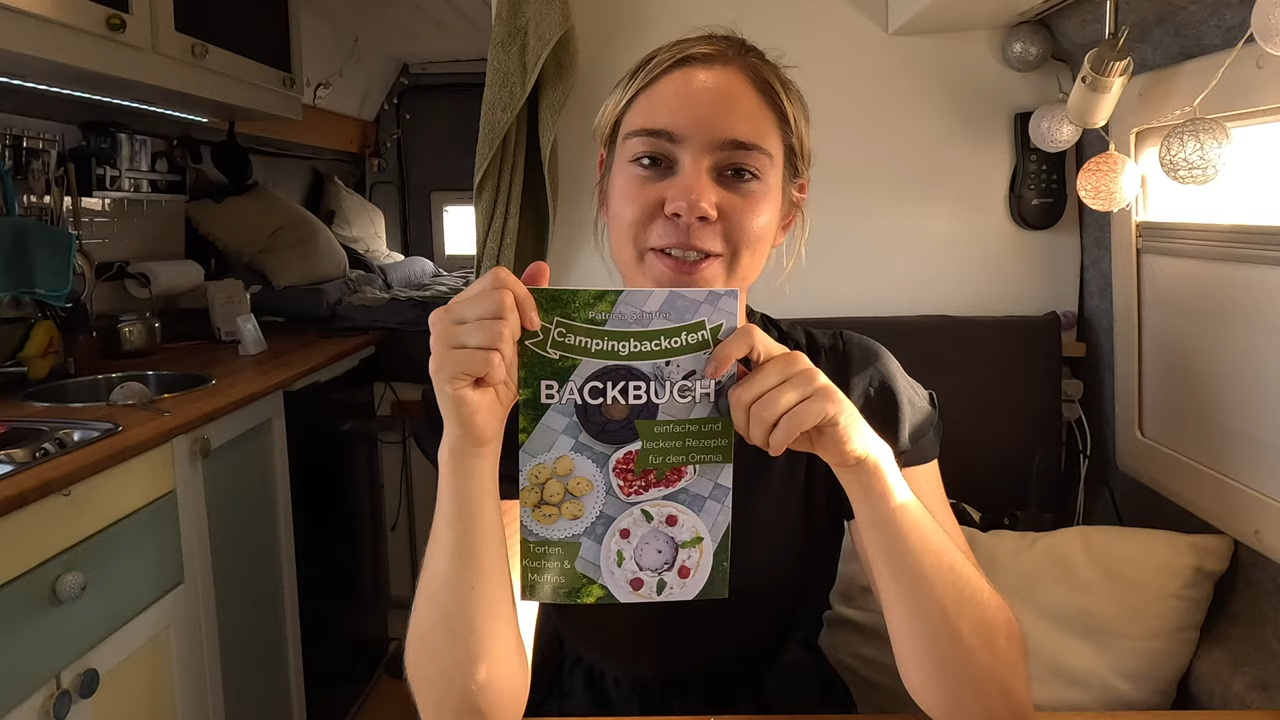 Patricia Schiffer
Campingbackofen
BACKBUCH
einfache und
leckere Rezepte
für den Omnia
Torten,
Kuchen &
Muffins